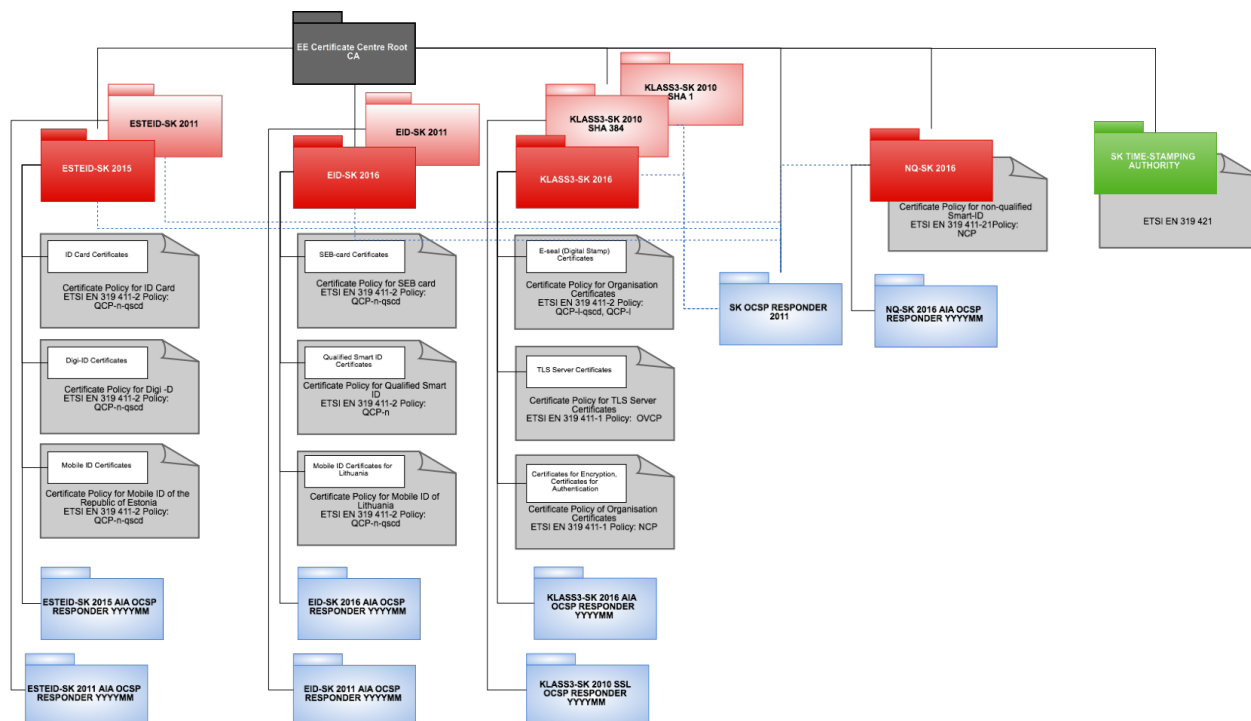 EE Certificate Centre Root
CA
ESTEID-SK 2011
ESTEID-SK 2015
ID Card Certificates
Certificate Policy for ID Card
ETSI EN 319 411-2 Policy:
QCP-n-qscd
Digi-ID Certificates
Certificate Policy for Digi -D
ETSI EN 319 411-2 Policy:
QCP-n-qscd
Mobile ID Certificates
Certificate Policy for Mobile ID of the
Republic of Estonia
ETSI EN 319 411-2 Policy:
QCP-n-qscd
ESTEID-SK 2015 AIA OCSP
RESPONDER YYYYMM
ESTEID-SK 2011 AIA OCSP
RESPONDER YYYYMM
EID-SK 2011
EID-SK 2016
SEB-card Certificates
Certificate Policy for SEB card
ETSI EN 319 411-2 Policy:
QCP-n-qscd
Qualified Smart ID
Certificates
Certificate Policy for Qualified Smart
ID
ETSI EN 319 411-2 Policy:
QCP-n
Mobile ID Certificates for
Lithuania
Certificate Policy for Mobile ID of
Lithuania
ETSI EN 319 411-2 Policy:
QCP-n-qscd
EID-SK 2016 AIA OCSP
RESPONDER YYYYMM
EID-SK 2011 AIA OCSP
RESPONDER YYYYMM
KLASS3-SK 2010
SHA 1
KLASS3-SK 2010
SHA 384
KLASS3-SK 2016
E-seal (Digital Stamp)
Certificates
Certificate Policy for Organisation
Certificates
ETSI EN 319 411-2 Policy:
QCP-l-qscd, QCP-l
TLS Server Certificates
Certificate Policy for TLS Server
Certificates
ETSI EN 319 411-1 Policy: OVCP
Certificates for Encryption,
Certificates for
Authentication
Certificate Policy of Organisation
Certificates
ETSI EN 319 411-1 Policy: NCP
KLASS3-SK 2016 AIA
OCSP RESPONDER
YYYYMM
KLASS3-SK 2010 SSL
OCSP RESPONDER
YYYYMM
SK OCSP RESPONDER
2011
NQ-SK 2016
Certificate Policy for non-qualified
Smart-ID
ETSI EN 319 411-21Policy:
NCP
NQ-SK 2016 AIA OCSP
RESPONDER YYYYMM
SK TIME-STAMPING
AUTHORITY
ETSI EN 319 421